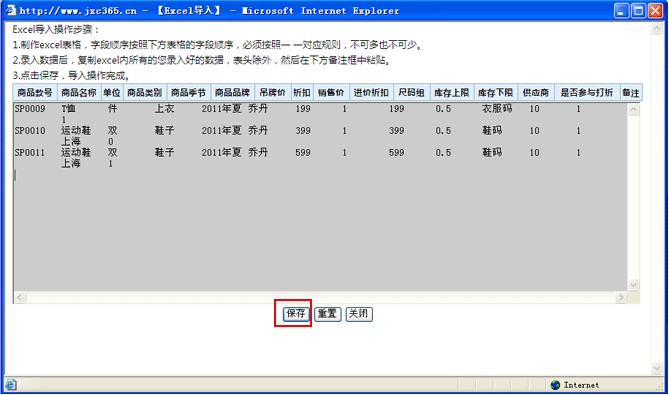 http://www.jxc365.cn - 【Excel导入】 - Microsoft Internet Explorer
Excel导入操作步骤：
1.制作excel表格，字段顺序按照下方表格的字段顺序，必须按照一 一对应规则，不可多也不可少。
2.录入数据后，复制excel内所有的您录入好的数据，表头除外，然后在下方备注框中粘贴。
3.点击保存，导入操作完成。
商品款号 商品名称 单位 商品类别 商品季节 商品品牌 吊牌价 折扣 销售价 进价折扣 尺码组 库存上限 库存下限 供应商 是否参与打折 备注
SP0009 T恤 件 上衣 2011年夏 乔丹 199 1 199 0.5 衣服码 10 1
1
SP0010 运动鞋 双 鞋子 2011年夏 乔丹 399 1 399 0.5 鞋码 10 1
上海 0
SP0011 运动鞋 双 鞋子 2011年夏 乔丹 599 1 599 0.5 鞋码 10 1
上海 1
保存 重置 关闭
Internet